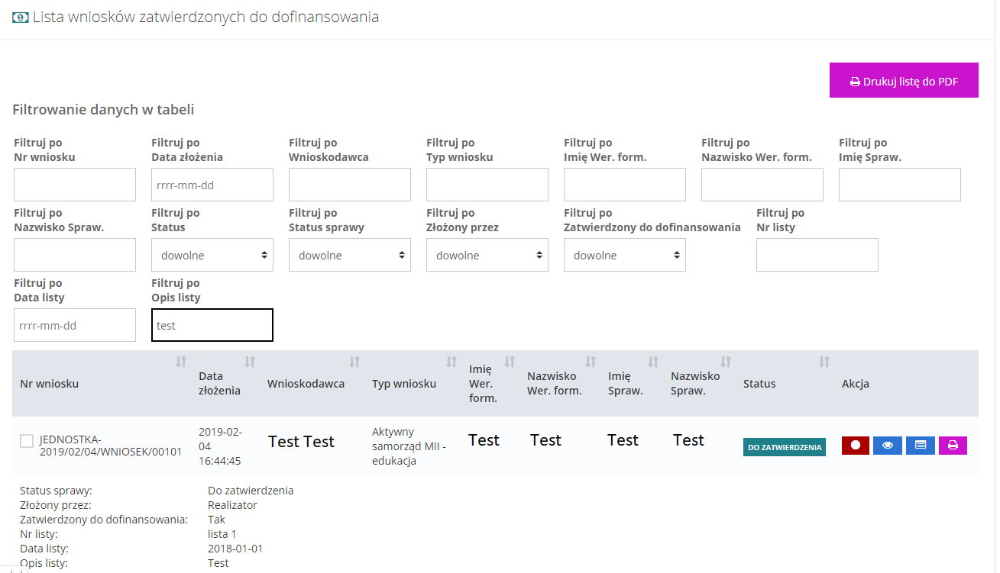 Lista wniosków zatwierdzonych do dofinansowania
Drukuj listę do PDF
Filtrowanie danych w tabeli
Filtruj po Nr wniosku
Filtruj po Data złożenia
rrrr-mm-dd
Filtruj po Wnioskodawca
Filtruj po Typ wniosku
Filtruj po Imię Wer. form.
Filtruj po Nazwisko Wer. form.
Filtruj po Imię Spraw.
Filtruj po Nazwisko Spraw.
Filtruj po Status
dowolne
Filtruj po Status sprawy
dowolne
Filtruj po Złożony przez
dowolne
Filtruj po Zatwierdzony do dofinansowania
dowolne
Filtruj po Nr listy
Filtruj po Data listy
rrrr-mm-dd
Filtruj po Opis listy
test
Nr wniosku
Data złożenia
Wnioskodawca
Typ wniosku
Imię Wer. form.
Nazwisko Wer. form.
Imię Spraw.
Nazwisko Spraw.
Status
Akcja
JEDNOSTKA-
2019/02/04/WNIOSEK/00101
2019-02-
04
16:44:45
Test Test
Aktywny
samorząd MII -
edukacja
Test
Test
Test
Test
DO ZATWIERDZENIA
Status sprawy: Do zatwierdzenia
Złożony przez: Realizator
Zatwierdzony do dofinansowania: Tak
Nr listy: lista 1
Data listy: 2018-01-01
Opis listy: Test